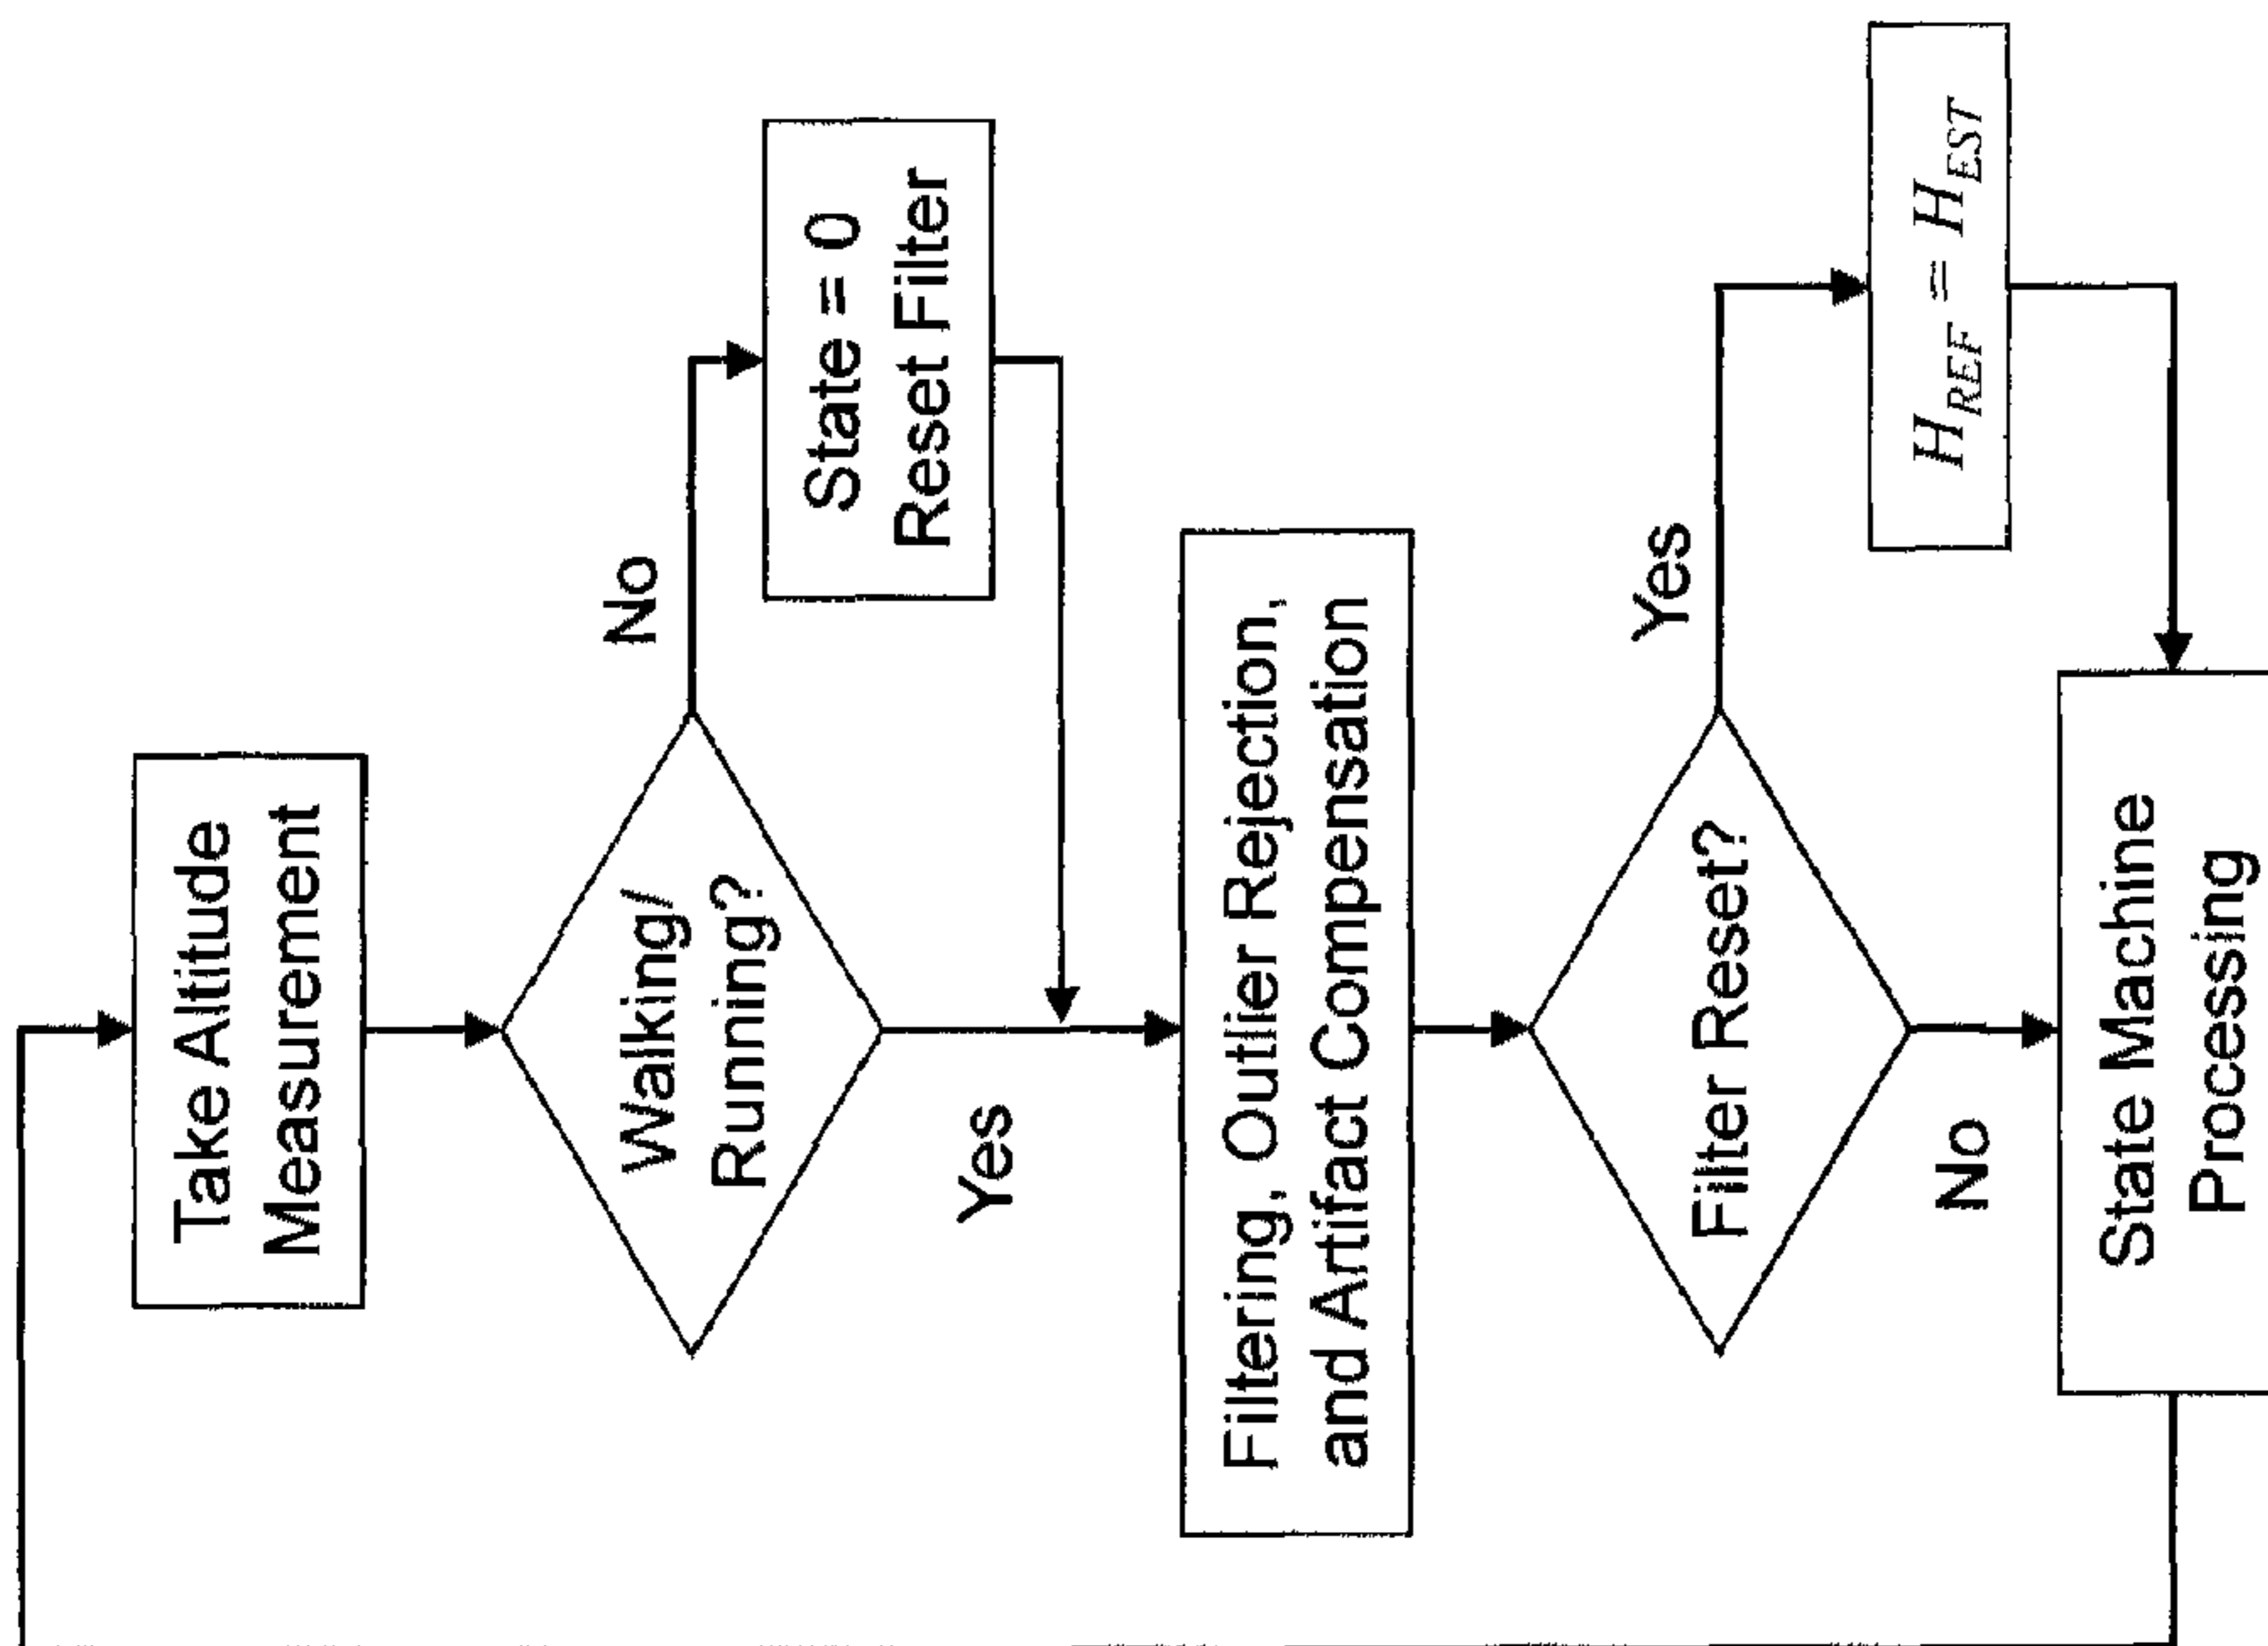 Take Altitude
Measurement
Walking/
Running?
No
State = 0
Reset Filter
Yes
Filtering, Outlier Rejection,
and Artifact Compensation
Filter Reset?
Yes
H_REF = H_EST
No
State Machine
Processing